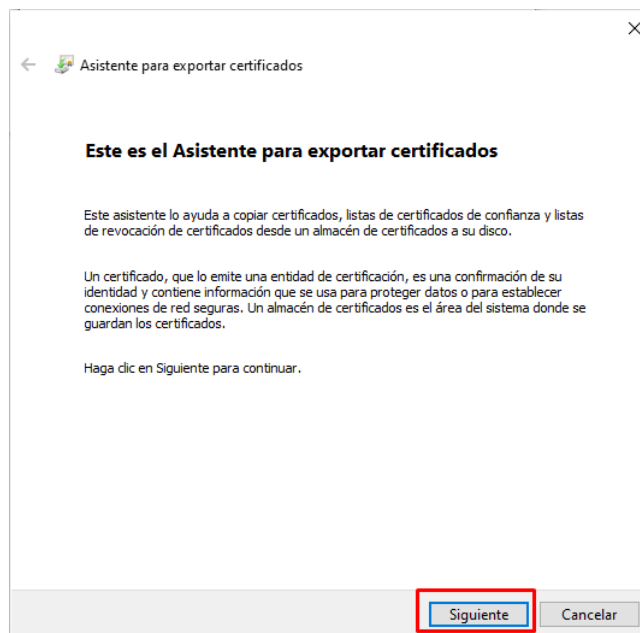 Asistente para exportar certificados
Este es el Asistente para exportar certificados
Este asistente lo ayuda a copiar certificados, listas de certificados de confianza y listas
de revocación de certificados desde un almacén de certificados a su disco.
Un certificado, que lo emite una entidad de certificación, es una confirmación de su
identidad y contiene información que se usa para proteger datos o para establecer
conexiones de red seguras. Un almacén de certificados es el área del sistema donde se
guardan los certificados.
Haga clic en Siguiente para continuar.
Siguiente
Cancelar